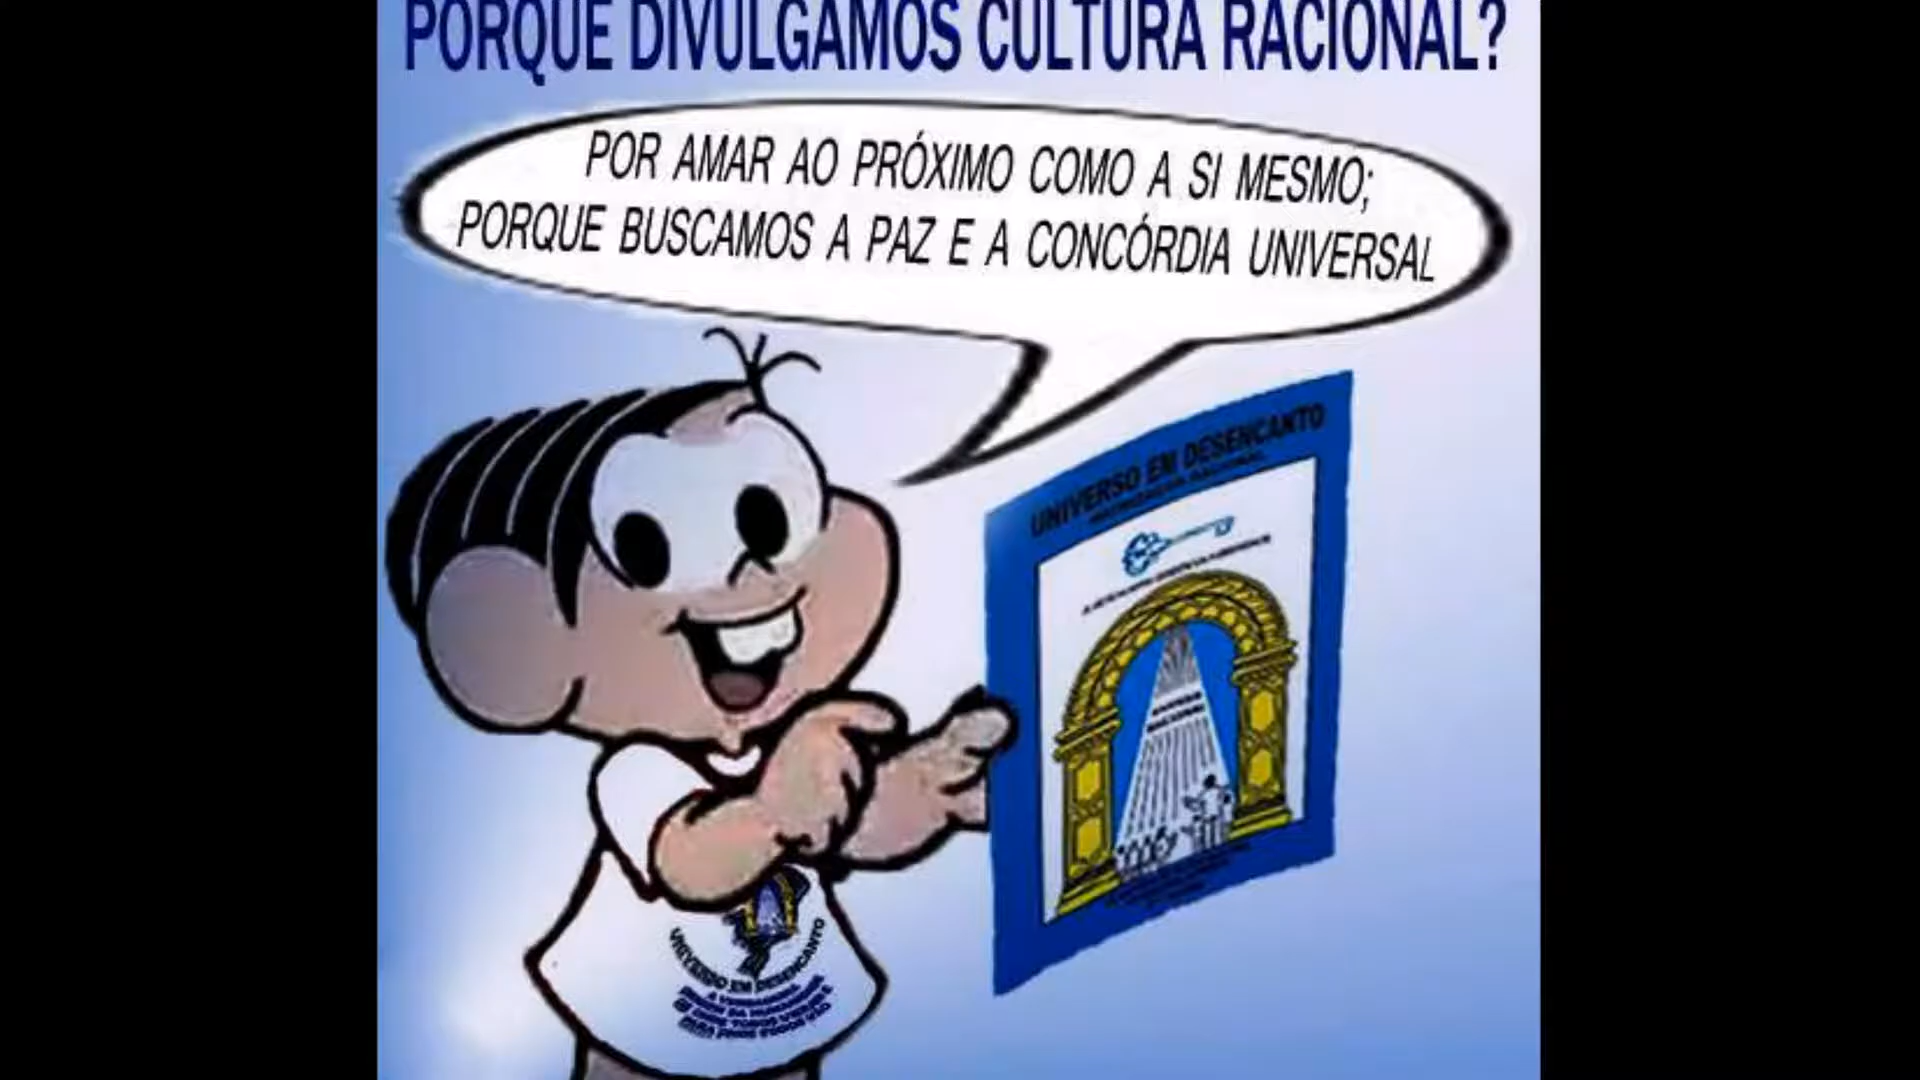 PORQUE DIVULGAMOS CULTURA RACIONAL?
POR AMAR AO PRÓXIMO COMO A SI MESMO;
PORQUE BUSCAMOS A PAZ E A CONCÓRDIA UNIVERSAL
UNIVERSO EM DESENCANTO
UNIVERSO EM DESENCANTO